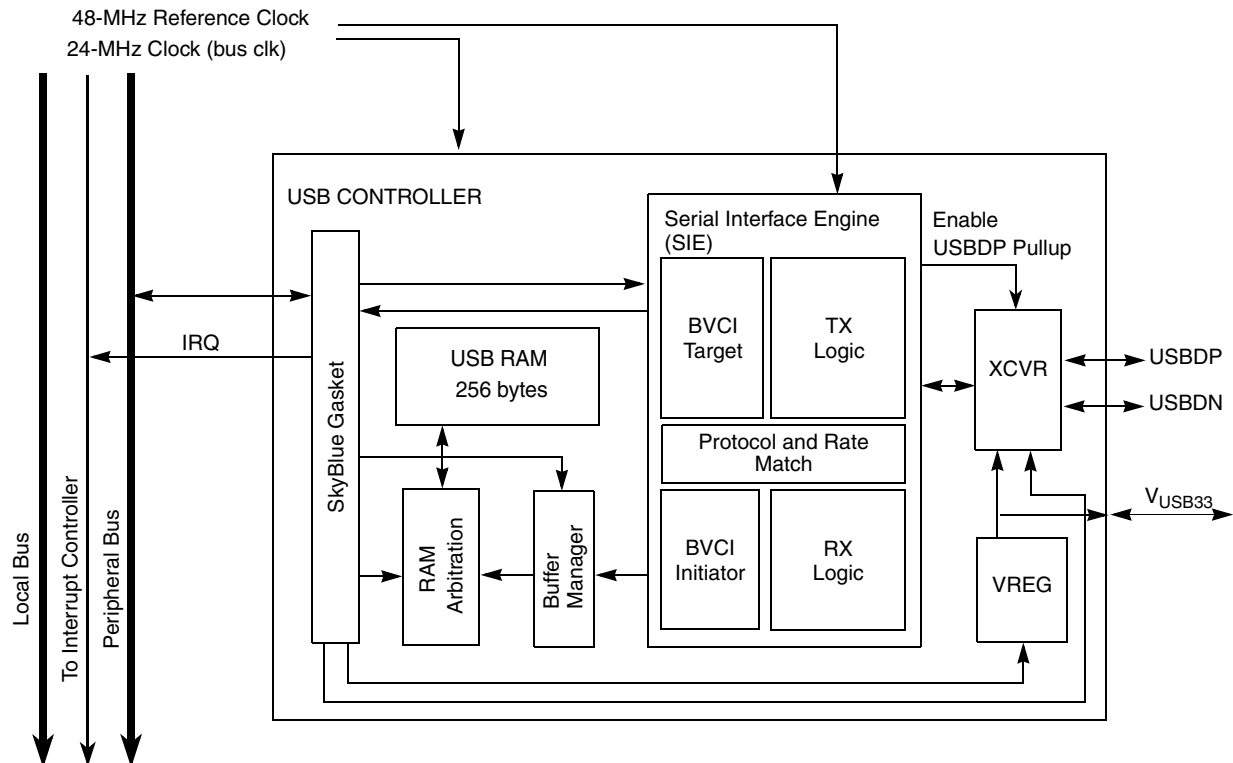 48-MHz Reference Clock
24-MHz Clock (bus clk)
USB CONTROLLER
Serial Interface Engine
(SIE)
Enable
USBDP Pullup
BVCI
Target
TX
Logic
XCVR
USBDP
USBDN
IRQ
USB RAM
256 bytes
SkyBlue Gasket
Protocol and Rate
Match
VUSB33
RAM
Arbitration
Buffer
Manager
BVCI
Initiator
RX
Logic
VREG
Local Bus
To Interrupt Controller
Peripheral Bus